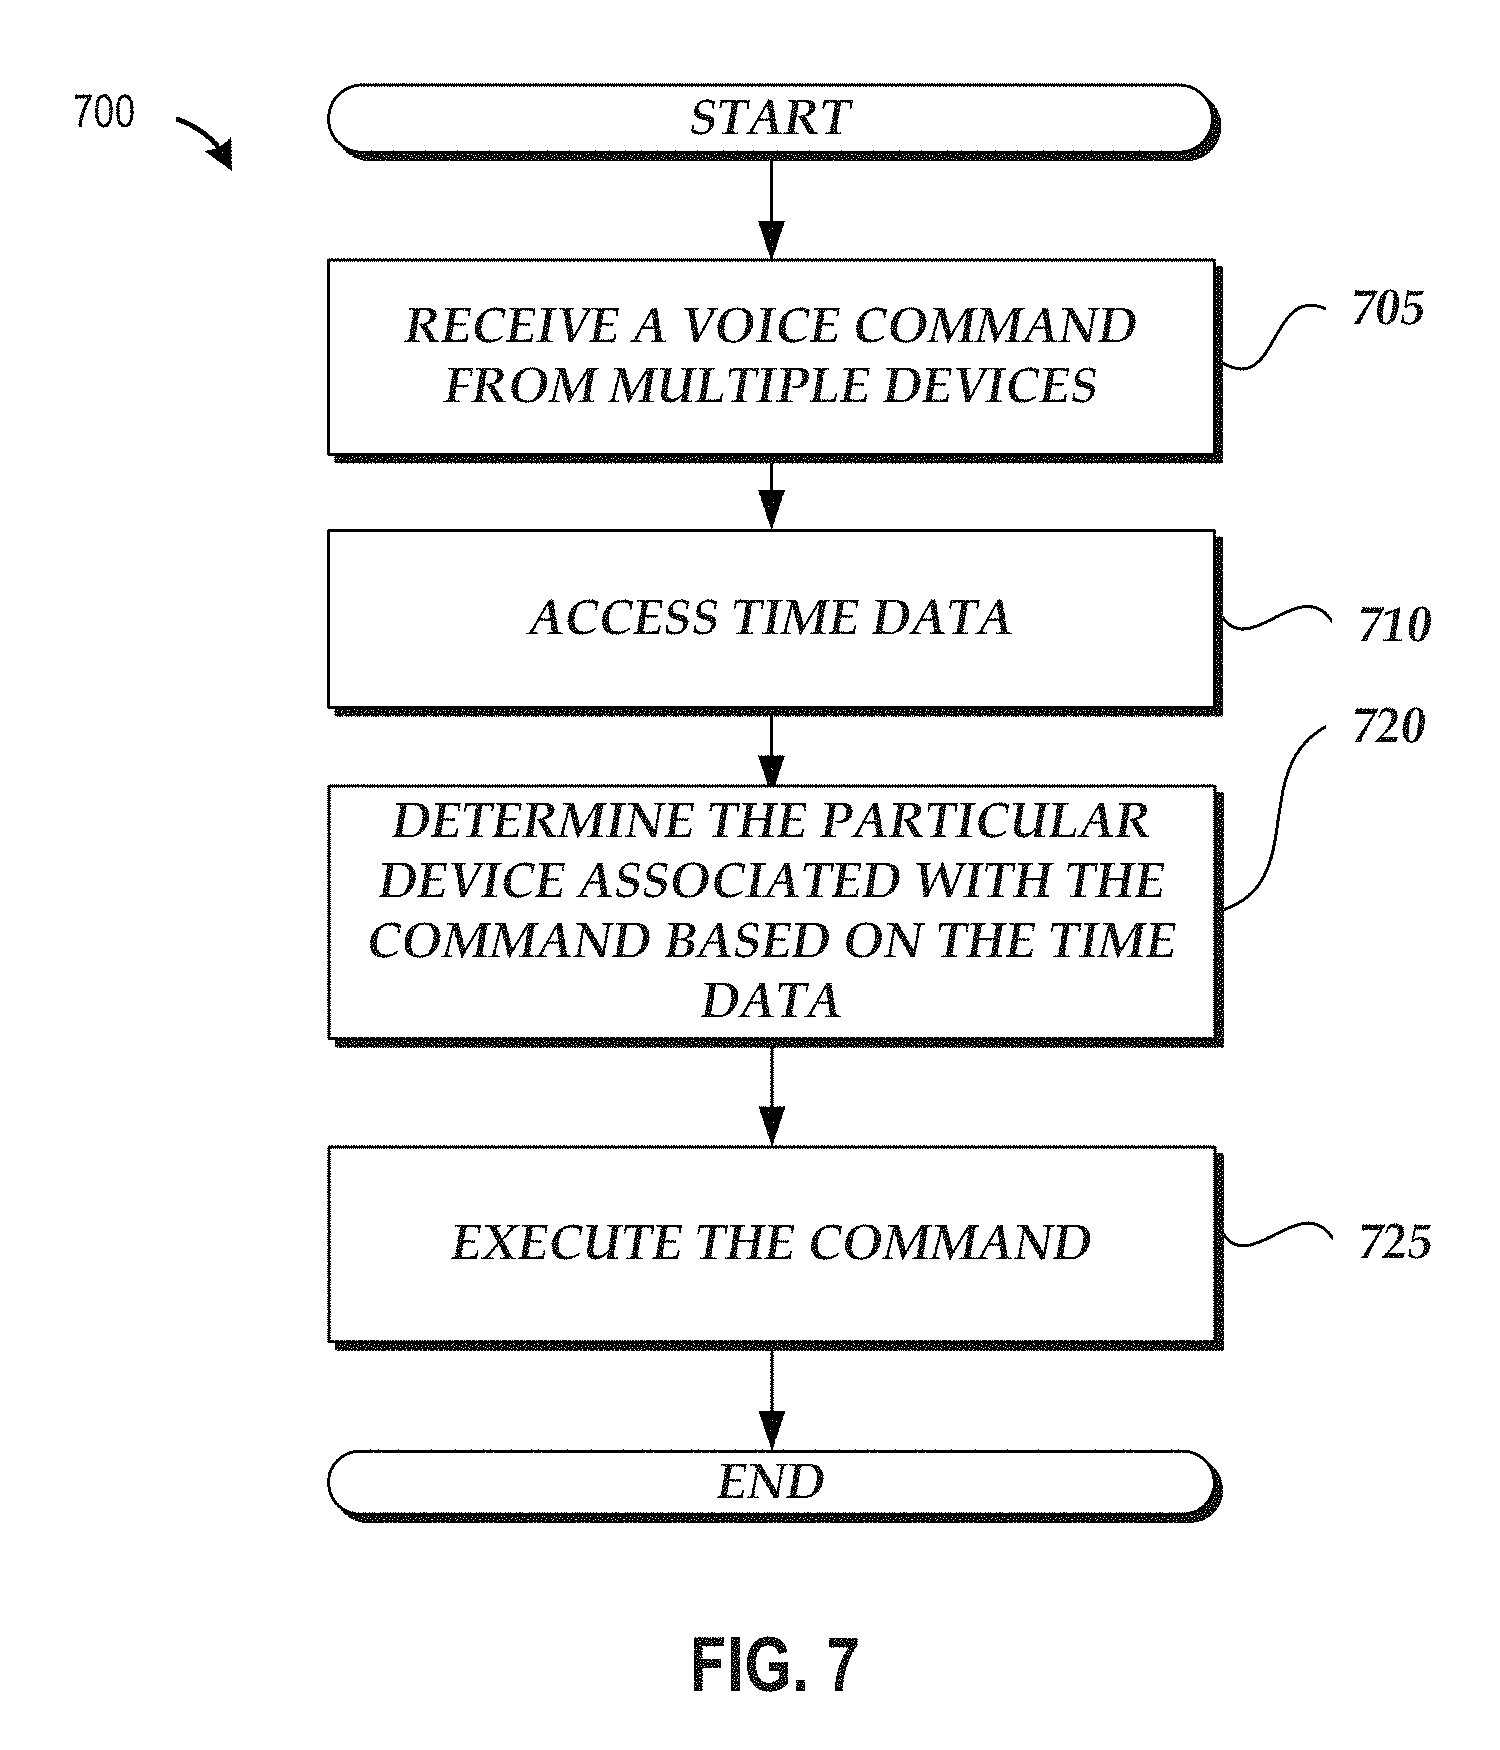 700
START
RECEIVE A VOICE COMMAND
FROM MULTIPLE DEVICES
705
ACCESS TIME DATA
710
DETERMINE THE PARTICULAR
DEVICE ASSOCIATED WITH THE
COMMAND BASED ON THE TIME
DATA
720
EXECUTE THE COMMAND
725
END
FIG. 7